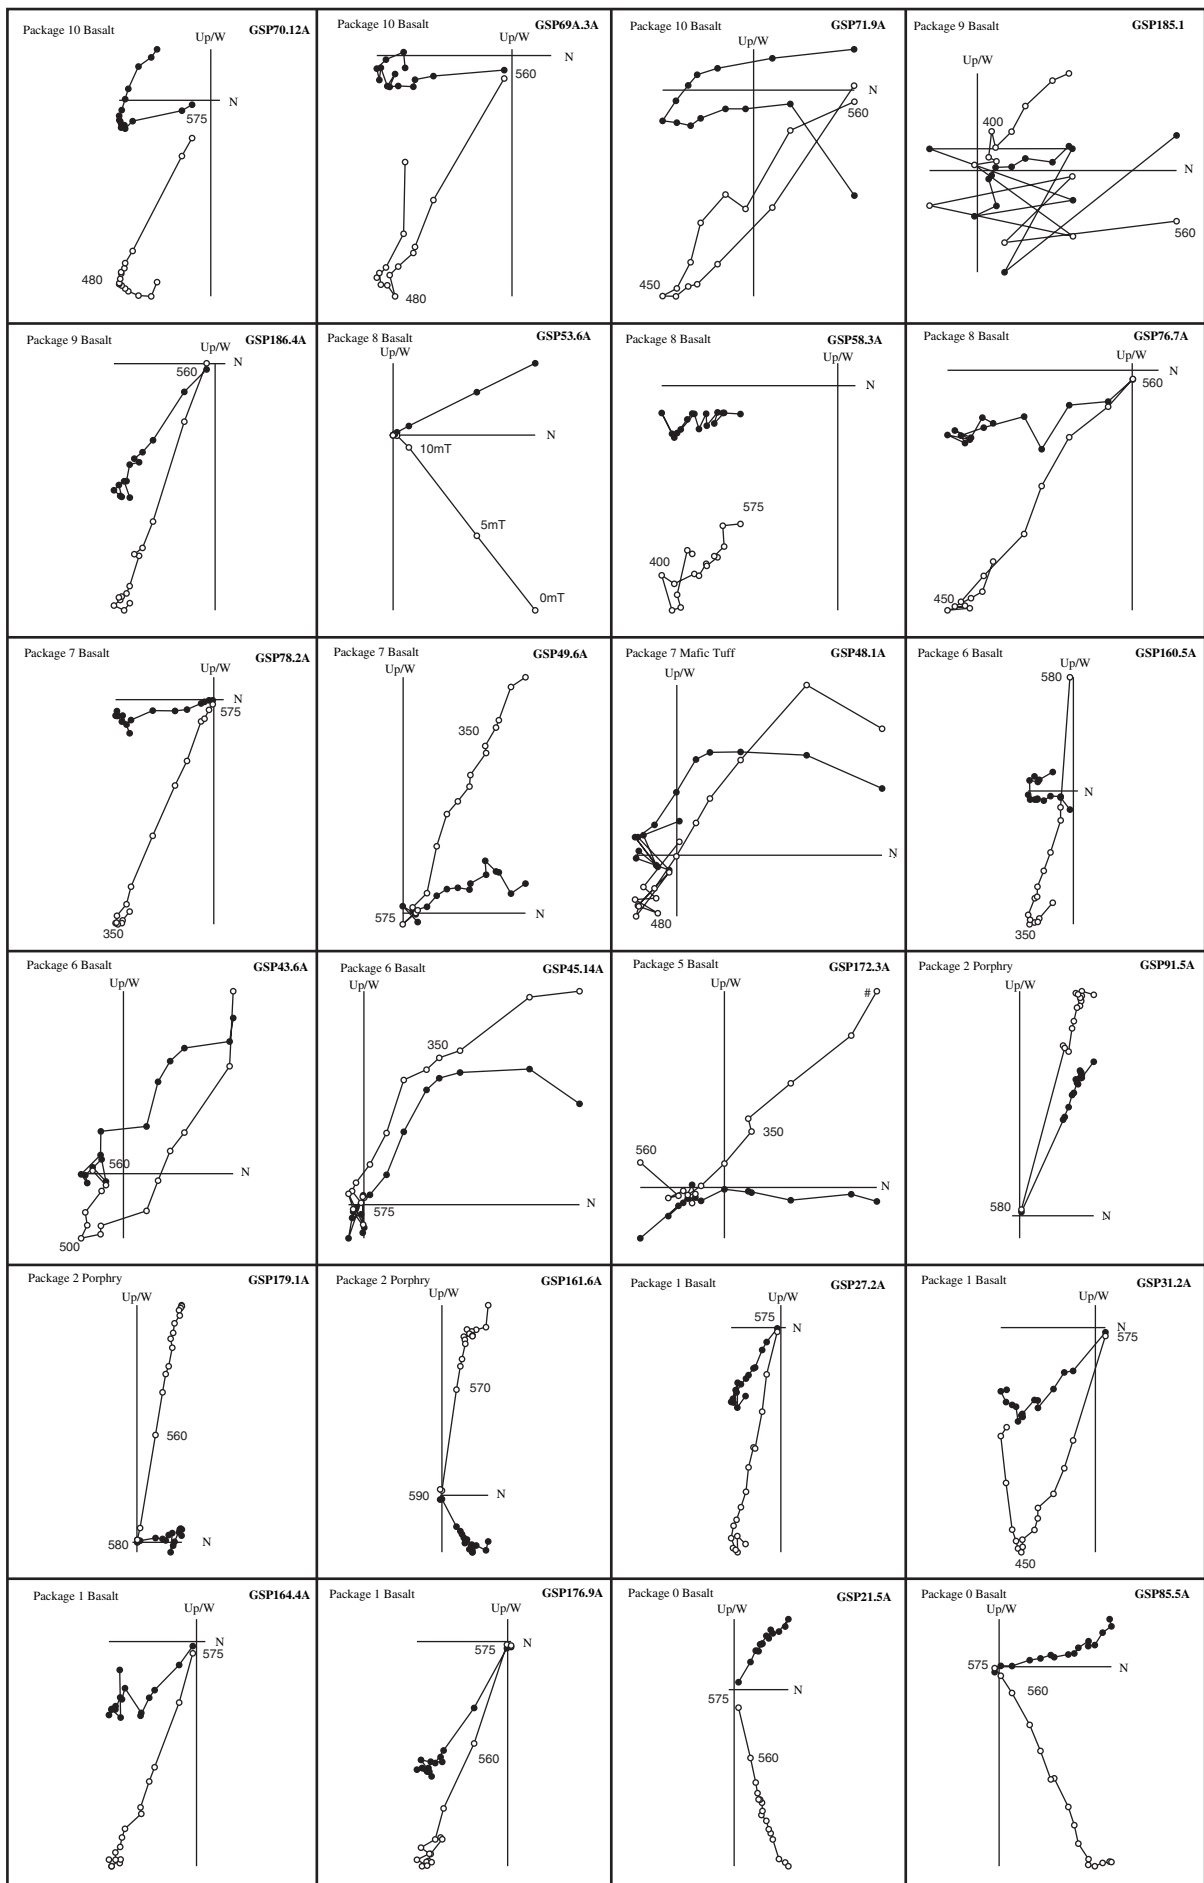 Package 10 Basalt GSP70.12A
Up/W
N
575
480
Package 10 Basalt GSP69A.3A
Up/W
N
560
480
Package 10 Basalt GSP71.9A
Up/W
N
560
450
Package 9 Basalt GSP185.1
Up/W
400
N
560
Package 9 Basalt GSP186.4A
Up/W
N
560
Package 8 Basalt GSP53.6A
Up/W
N
10mT
5mT
0mT
Package 8 Basalt GSP58.3A
Up/W
N
575
400
Package 8 Basalt GSP76.7A
Up/W
N
560
450
Package 7 Basalt GSP78.2A
Up/W
N
575
350
Package 7 Basalt GSP49.6A
Up/W
350
N
575
Package 7 Mafic Tuff GSP48.1A
Up/W
N
480
Package 6 Basalt GSP160.5A
Up/W
580
N
350
Package 6 Basalt GSP43.6A
Up/W
560
N
500
Package 6 Basalt GSP45.14A
Up/W
350
N
575
Package 5 Basalt GSP172.3A
Up/W
#
350
560
N
Package 2 Porphry GSP91.5A
Up/W
580
N
Package 2 Porphry GSP179.1A
Up/W
560
580
N
Package 2 Porphry GSP161.6A
Up/W
570
590
N
Package 1 Basalt GSP27.2A
Up/W
575
N
Package 1 Basalt GSP31.2A
Up/W
N
575
450
Package 1 Basalt GSP164.4A
Up/W
N
575
Package 1 Basalt GSP176.9A
Up/W
575
N
560
Package 0 Basalt GSP21.5A
Up/W
N
575
560
Package 0 Basalt GSP85.5A
Up/W
575
N
560